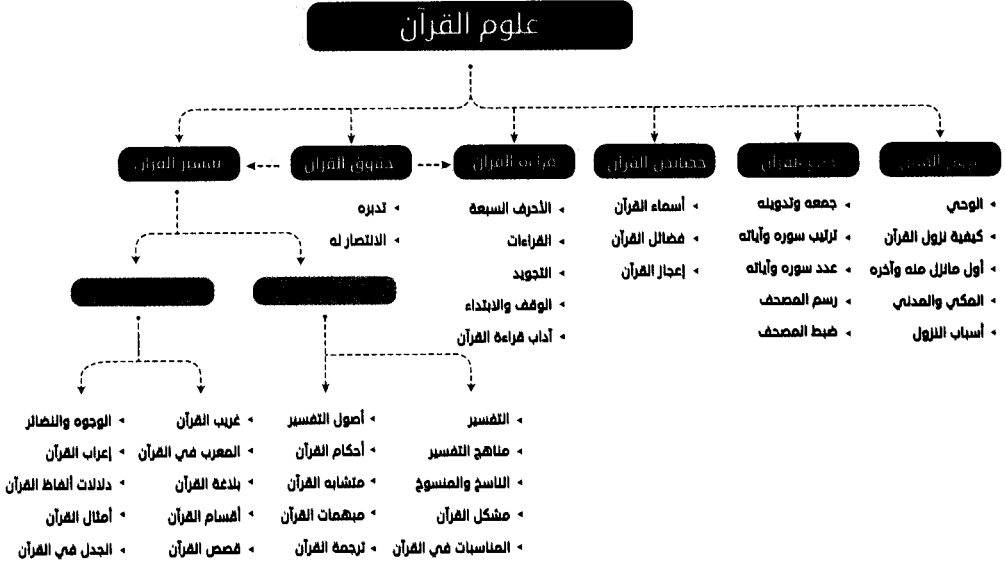 علوم القرآن
نزول القرآن
جمع القرآن
خصائص القرآن
قراءة القرآن
حقوق القرآن
تفسير القرآن
الوحي
كيفية نزول القرآن
أول مانزل منه وآخره
المكي والمدني
أسباب النزول
جمعه وتدوينه
ترتيب سوره وآياته
عدد سوره وآياته
رسم المصحف
ضبط المصحف
أسماء القرآن
فضائل القرآن
إعجاز القرآن
الأحرف السبعة
القراءات
التجويد
الوقف والابتداء
آداب قراءة القرآن
تدبره
الانتصار له
التفسير
مناهج التفسير
الناسخ والمنسوخ
مشكل القرآن
المناسبات في القرآن
أصول التفسير
أحكام القرآن
متشابه القرآن
مبهمات القرآن
ترجمة القرآن
غريب القرآن
المعرب في القرآن
بلاغة القرآن
أقسام القرآن
قصص القرآن
الوجوه والنضائر
إعراب القرآن
دلالات ألفاظ القرآن
أمثال القرآن
الجدل في القرآن